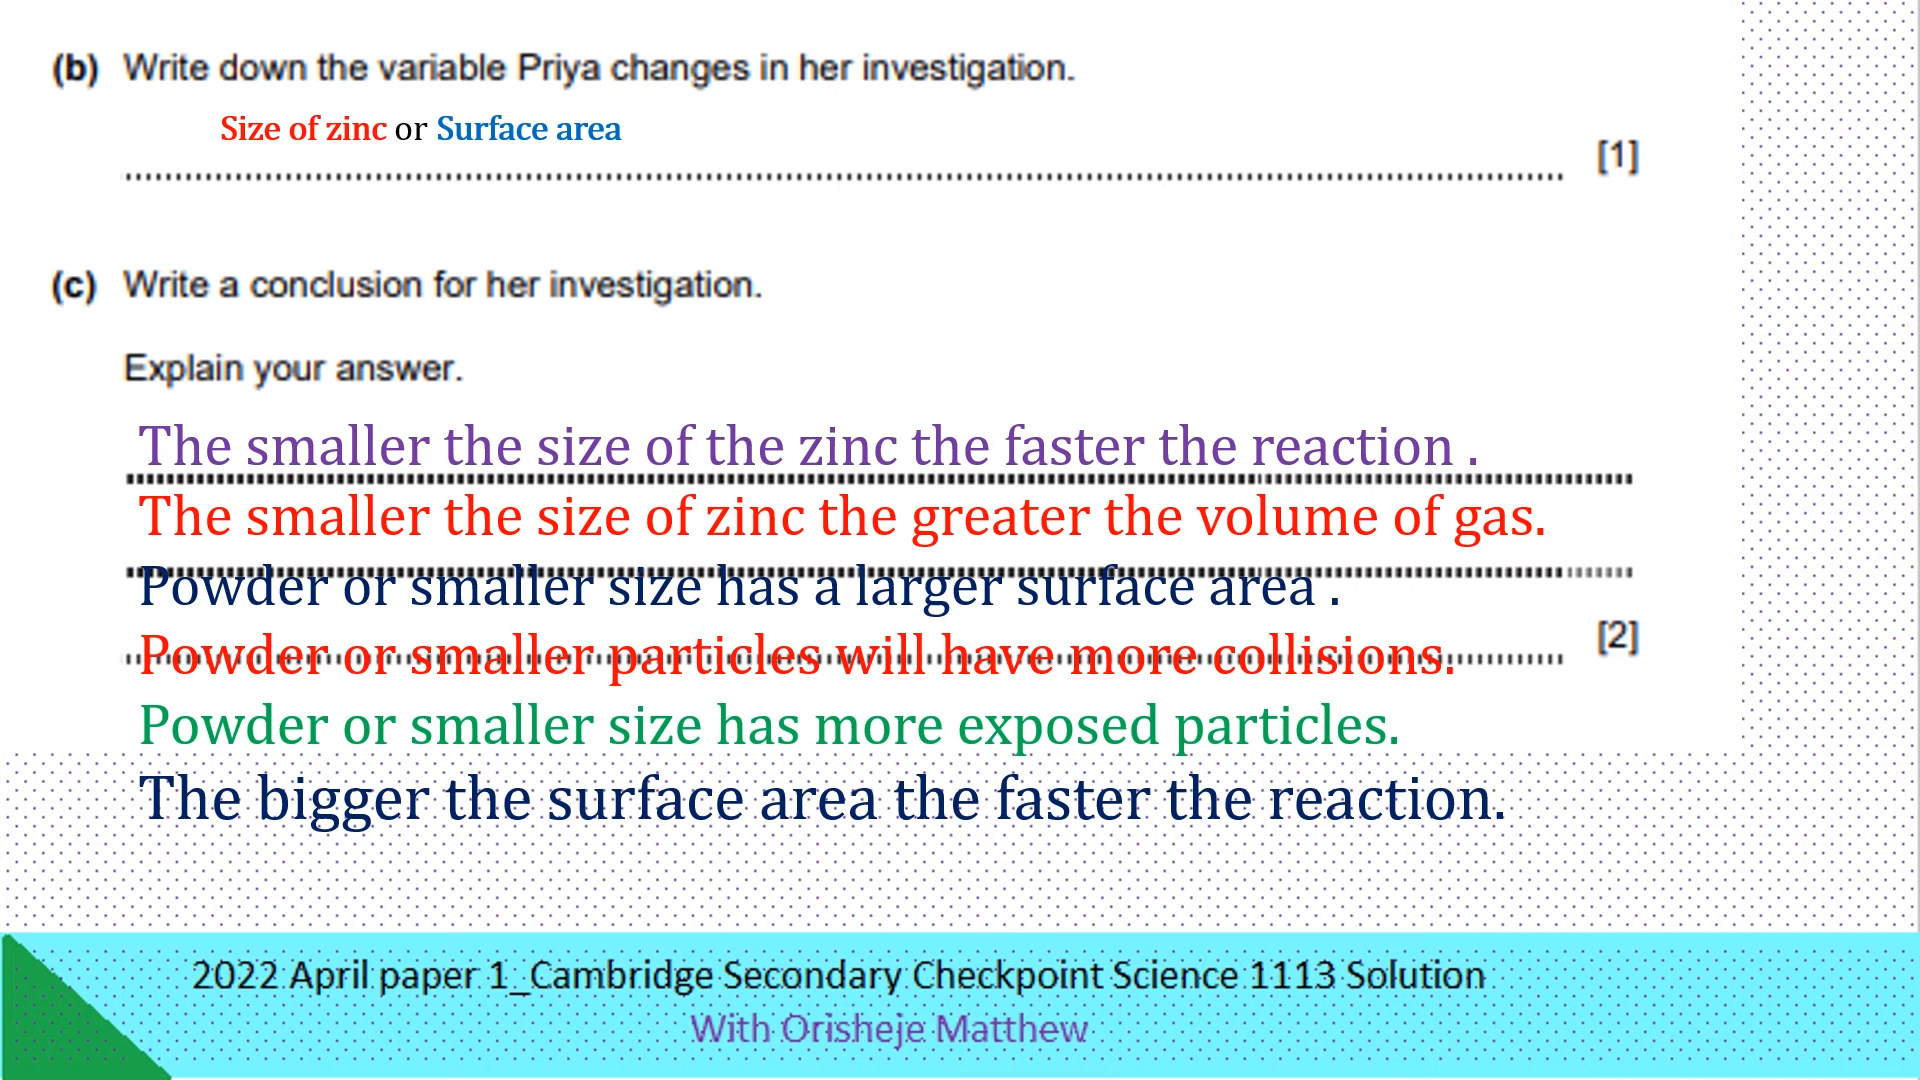 (b) Write down the variable Priya changes in her investigation.
Size of zinc or Surface area
[1]
(c) Write a conclusion for her investigation.
Explain your answer.
The smaller the size of the zinc the faster the reaction .
The smaller the size of zinc the greater the volume of gas.
Powder or smaller size has a larger surface area .
Powder or smaller particles will have more collisions.
[2]
Powder or smaller size has more exposed particles.
The bigger the surface area the faster the reaction.
2022 April paper 1_Cambridge Secondary Checkpoint Science 1113 Solution
With Orisheje Matthew